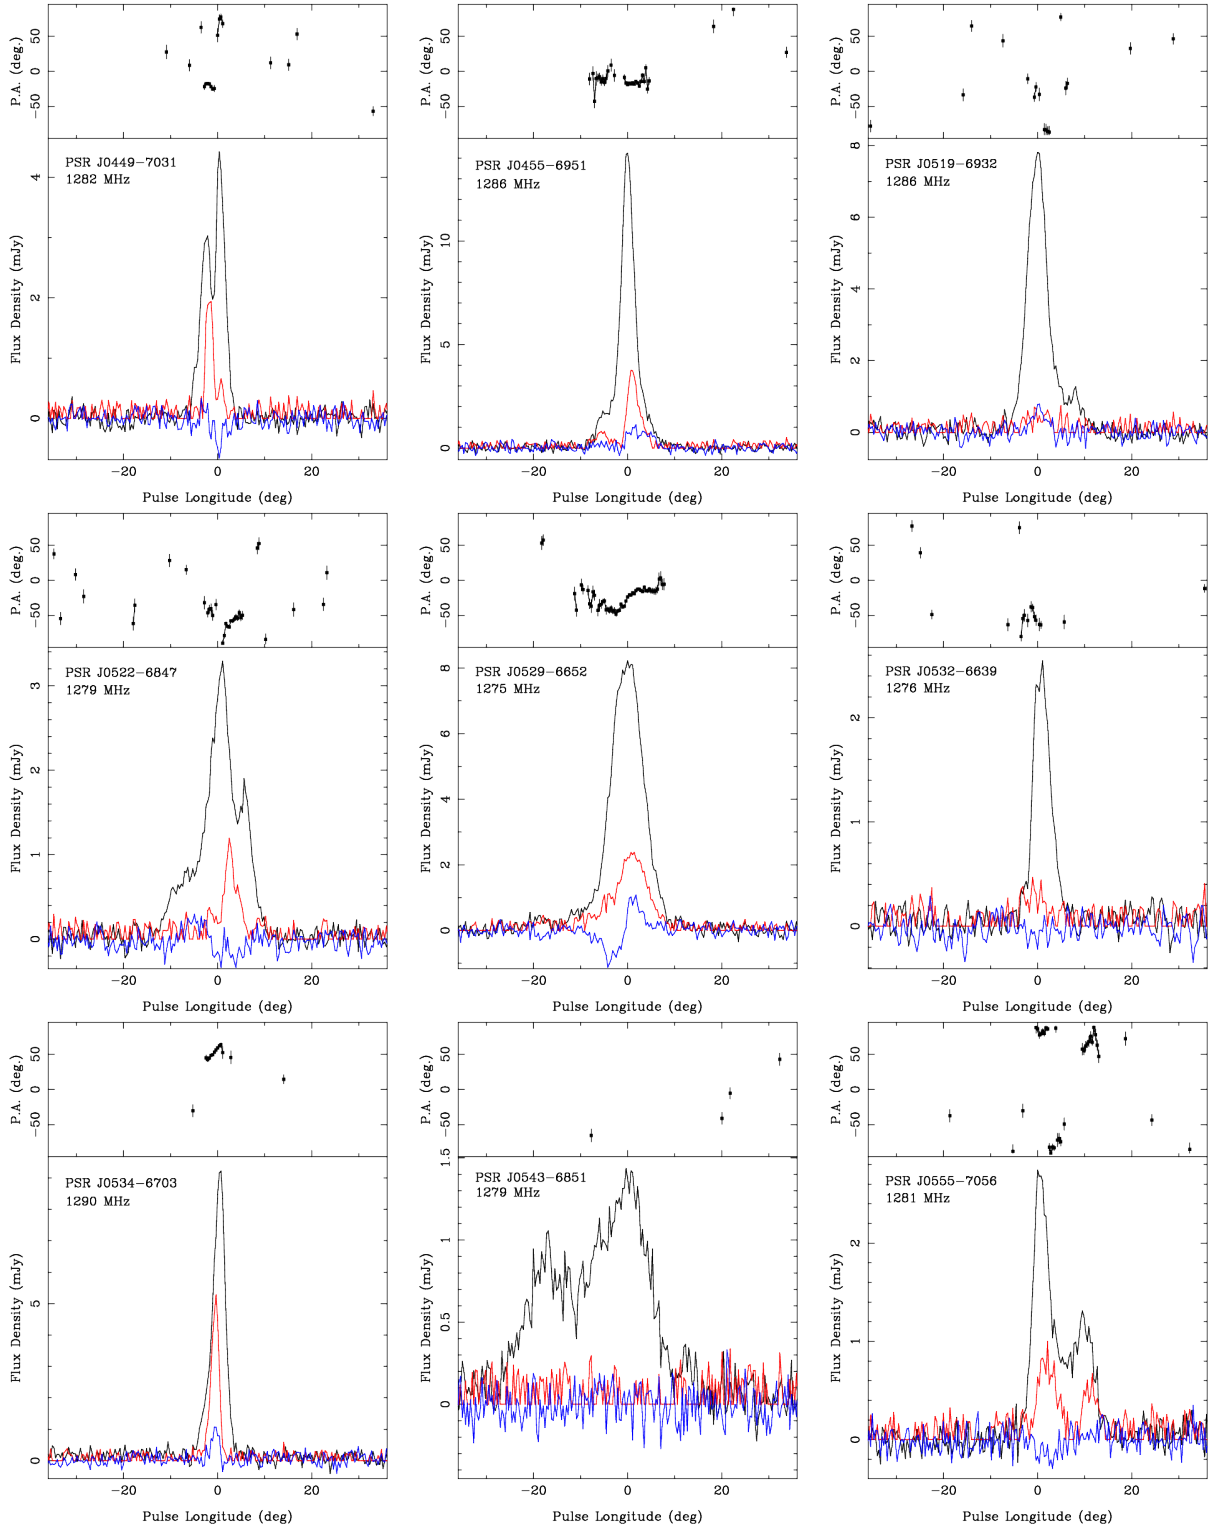 P.A. (deg.)
50
0
−50
PSR J0449−7031
1282 MHz
Flux Density (mJy)
4
2
0
−20 0 20
Pulse Longitude (deg)
P.A. (deg.)
50
0
−50
PSR J0455−6951
1286 MHz
Flux Density (mJy)
10
5
0
−20 0 20
Pulse Longitude (deg)
P.A. (deg.)
50
0
−50
PSR J0519−6932
1286 MHz
Flux Density (mJy)
8
6
4
2
0
−20 0 20
Pulse Longitude (deg)
P.A. (deg.)
50
0
−50
PSR J0522−6847
1279 MHz
Flux Density (mJy)
3
2
1
0
−20 0 20
Pulse Longitude (deg)
P.A. (deg.)
50
0
−50
PSR J0529−6652
1275 MHz
Flux Density (mJy)
8
6
4
2
0
−20 0 20
Pulse Longitude (deg)
P.A. (deg.)
50
0
−50
PSR J0532−6639
1276 MHz
Flux Density (mJy)
2
1
0
−20 0 20
Pulse Longitude (deg)
P.A. (deg.)
50
0
−50
PSR J0534−6703
1290 MHz
Flux Density (mJy)
5
0
−20 0 20
Pulse Longitude (deg)
P.A. (deg.)
50
0
−50
PSR J0543−6851
1279 MHz
Flux Density (mJy)
1.5
1
0.5
0
−20 0 20
Pulse Longitude (deg)
P.A. (deg.)
50
0
−50
PSR J0555−7056
1281 MHz
Flux Density (mJy)
2
1
0
−20 0 20
Pulse Longitude (deg)